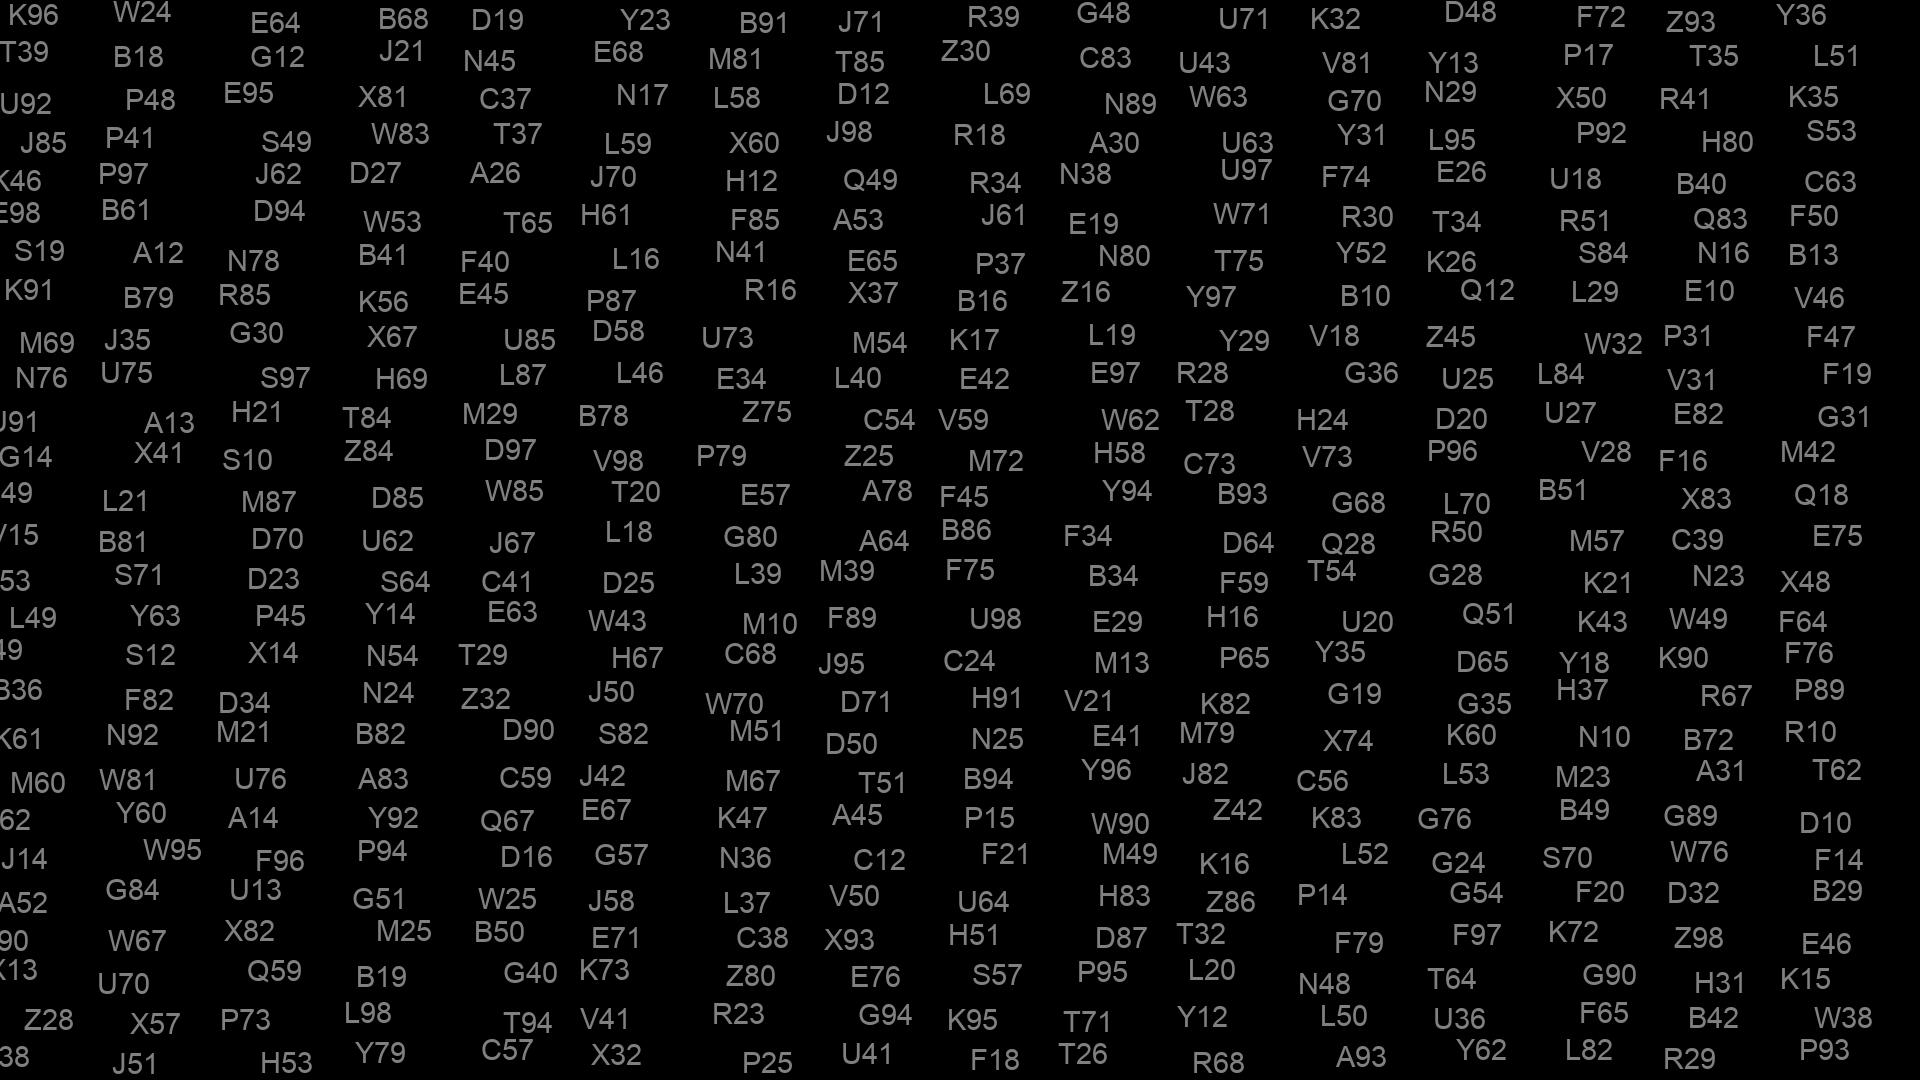 K96 W24 E64 B68 D19 Y23 B91 J71 R39 G48 U71 K32 D48 F72 Z93 Y36
T39 B18 G12 J21 N45 E68 M81 T85 Z30 C83 U43 V81 Y13 P17 T35 L51
U92 P48 E95 X81 C37 N17 L58 D12 L69 N89 W63 G70 N29 X50 R41 K35
J85 P41 S49 W83 T37 L59 X60 J98 R18 A30 U63 Y31 L95 P92 H80 S53
K46 P97 J62 D27 A26 J70 H12 Q49 R34 N38 U97 F74 E26 U18 B40 C63
E98 B61 D94 W53 T65 H61 F85 A53 J61 E19 W71 R30 T34 R51 Q83 F50
S19 A12 N78 B41 F40 L16 N41 E65 P37 N80 T75 Y52 K26 S84 N16 B13
K91 B79 R85 K56 E45 P87 R16 X37 B16 Z16 Y97 B10 Q12 L29 E10 V46
M69 J35 G30 X67 U85 D58 U73 M54 K17 L19 Y29 V18 Z45 W32 P31 F47
N76 U75 S97 H69 L87 L46 E34 L40 E42 E97 R28 G36 U25 L84 V31 F19
U91 A13 H21 T84 M29 B78 Z75 C54 V59 W62 T28 H24 D20 U27 E82 G31
G14 X41 S10 Z84 D97 V98 P79 Z25 M72 H58 C73 V73 P96 V28 F16 M42
49 L21 M87 D85 W85 T20 E57 A78 F45 Y94 B93 G68 L70 B51 X83 Q18
V15 B81 D70 U62 J67 L18 G80 A64 B86 F34 D64 Q28 R50 M57 C39 E75
53 S71 D23 S64 C41 D25 L39 M39 F75 B34 F59 T54 G28 K21 N23 X48
L49 Y63 P45 Y14 E63 W43 M10 F89 U98 E29 H16 U20 Q51 K43 W49 F64
49 S12 X14 N54 T29 H67 C68 J95 C24 M13 P65 Y35 D65 Y18 K90 F76
B36 F82 D34 N24 Z32 J50 W70 D71 H91 V21 K82 G19 G35 H37 R67 P89
K61 N92 M21 B82 D90 S82 M51 D50 N25 E41 M79 X74 K60 N10 B72 R10
M60 W81 U76 A83 C59 J42 M67 T51 B94 Y96 J82 C56 L53 M23 A31 T62
62 Y60 A14 Y92 Q67 E67 K47 A45 P15 W90 Z42 K83 G76 B49 G89 D10
J14 W95 F96 P94 D16 G57 N36 C12 F21 M49 K16 L52 G24 S70 W76 F14
A52 G84 U13 G51 W25 J58 L37 V50 U64 H83 Z86 P14 G54 F20 D32 B29
90 W67 X82 M25 B50 E71 C38 X93 H51 D87 T32 F79 F97 K72 Z98 E46
X13 U70 Q59 B19 G40 K73 Z80 E76 S57 P95 L20 N48 T64 G90 H31 K15
Z28 X57 P73 L98 T94 V41 R23 G94 K95 T71 Y12 L50 U36 F65 B42 W38
38 J51 H53 Y79 C57 X32 P25 U41 F18 T26 R68 A93 Y62 L82 R29 P93